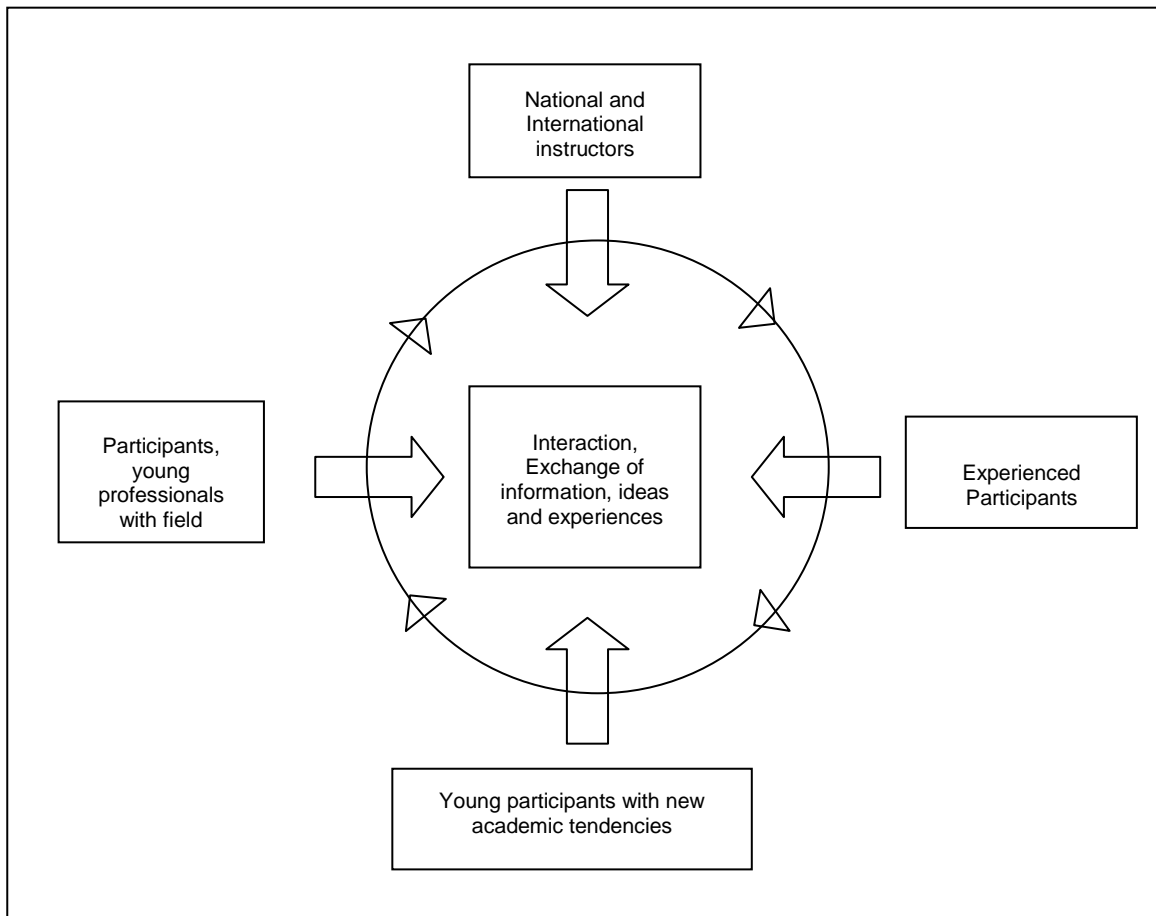 National and
International
instructors
Participants,
young
professionals
with field
Interaction,
Exchange of
information, ideas
and experiences
Experienced
Participants
Young participants with new
academic tendencies